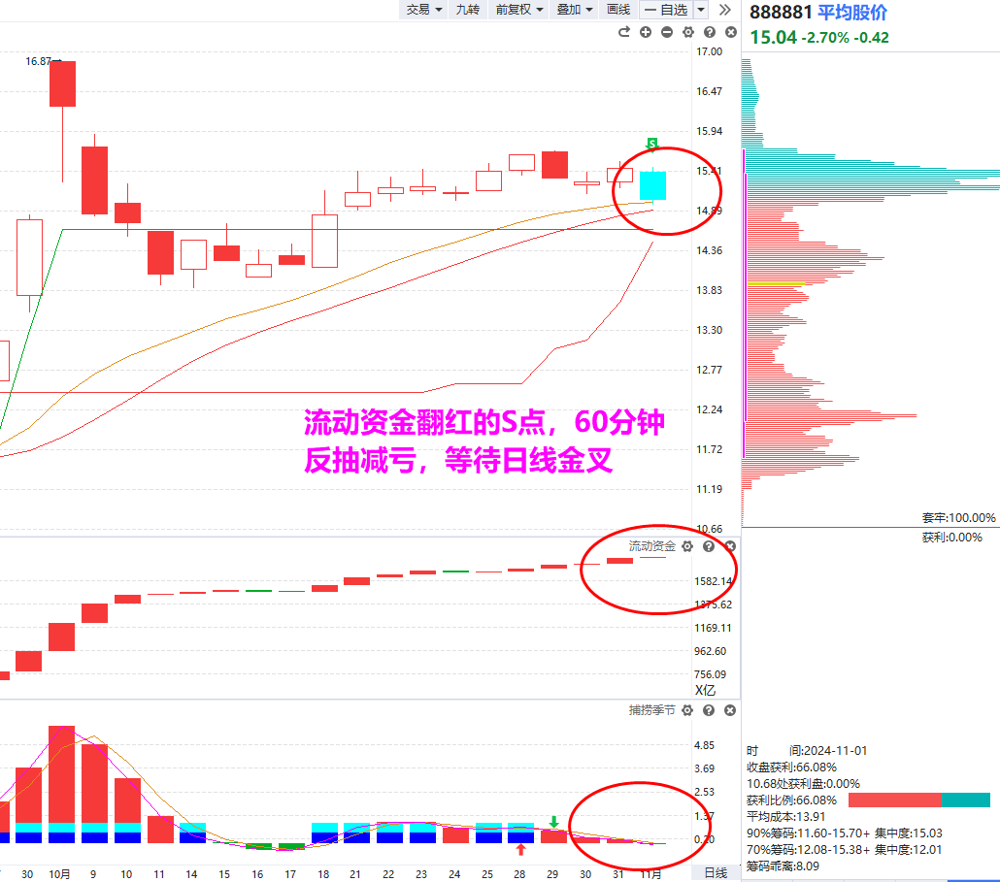 交易 九转 前复权 叠加 画线 一 自选
888881 平均股价
15.04 -2.70% -0.42
16.87
S
17.00
16.47
15.94
15.41
14.89
14.36
13.83
13.30
12.77
12.24
11.72
11.19
10.66
流动资金翻红的S点，60分钟
反抽减亏，等待日线金叉
套牢:100.00%
获利:0.00%
流动资金
1582.14
1375.62
1169.11
962.60
756.09
X亿
捕捞季节
4.85
3.69
2.53
1.37
0.20
30 10月 9 10 11 14 15 16 17 18 21 22 23 24 25 28 29 30 31 11月 日线
时 间:2024-11-01
收盘获利:66.08%
10.68处获利盘:0.00%
获利比例:66.08%
平均成本:13.91
90%筹码:11.60-15.70+ 集中度:15.03
70%筹码:12.08-15.38+ 集中度:12.01
筹码乖离:8.09